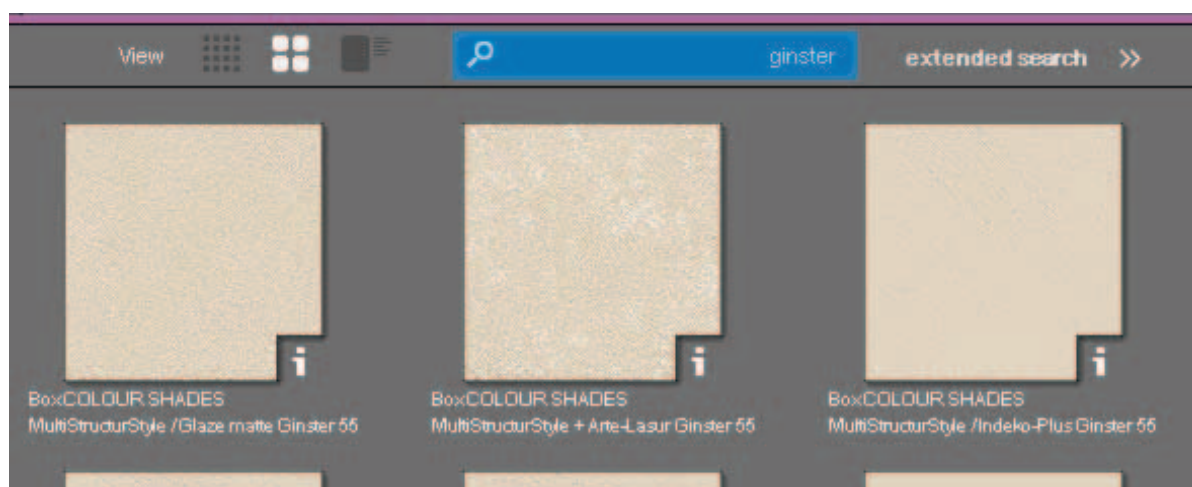 View ginster extended search >>
i i i
BoxCOLOUR SHADES BoxCOLOUR SHADES BoxCOLOUR SHADES
MultiStructurStyle /Glaze matte Ginster 55 MultiStructurStyle + Arte-Lasur Ginster 55 MultiStructurStyle /Indeko-Plus Ginster 55